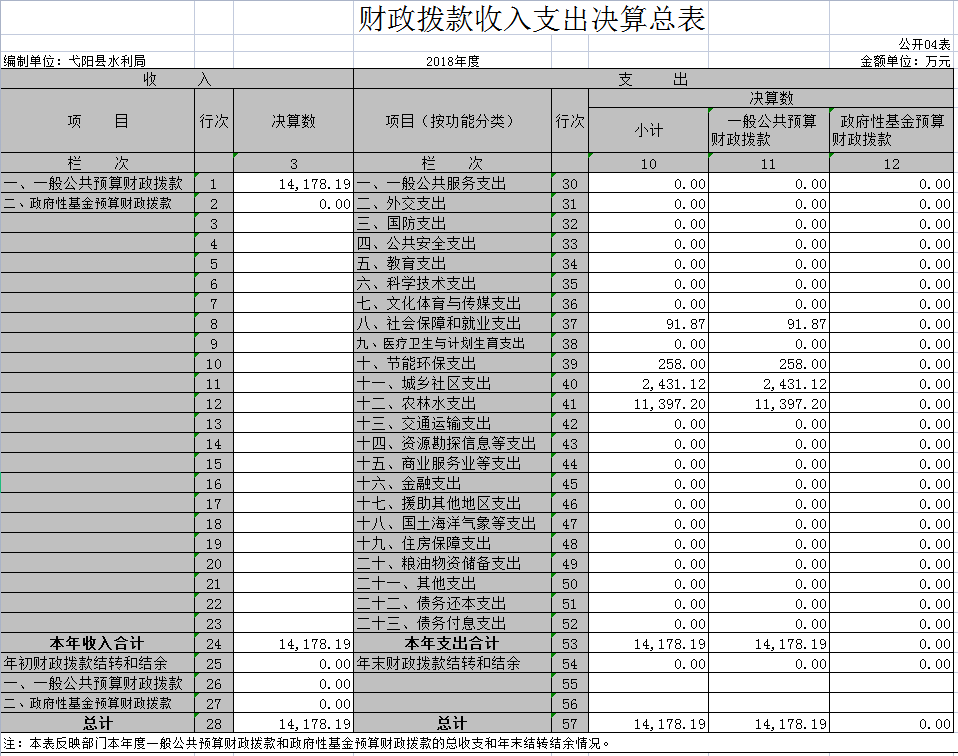 财政拨款收入支出决算总表
公开04表
编制单位：弋阳县水利局 2018年度 金额单位：万元
收 入 支 出
项 目 行次 决算数 项目（按功能分类） 行次 决算数
小计 一般公共预算财政拨款 政府性基金预算财政拨款
栏 次 3 栏 次 10 11 12
一、一般公共预算财政拨款 1 14,178.19 一、一般公共服务支出 30 0.00 0.00 0.00
二、政府性基金预算财政拨款 2 0.00 二、外交支出 31 0.00 0.00 0.00
3 三、国防支出 32 0.00 0.00 0.00
4 四、公共安全支出 33 0.00 0.00 0.00
5 五、教育支出 34 0.00 0.00 0.00
6 六、科学技术支出 35 0.00 0.00 0.00
7 七、文化体育与传媒支出 36 0.00 0.00 0.00
8 八、社会保障和就业支出 37 91.87 91.87 0.00
9 九、医疗卫生与计划生育支出 38 0.00 0.00 0.00
10 十、节能环保支出 39 258.00 258.00 0.00
11 十一、城乡社区支出 40 2,431.12 2,431.12 0.00
12 十二、农林水支出 41 11,397.20 11,397.20 0.00
13 十三、交通运输支出 42 0.00 0.00 0.00
14 十四、资源勘探信息等支出 43 0.00 0.00 0.00
15 十五、商业服务业等支出 44 0.00 0.00 0.00
16 十六、金融支出 45 0.00 0.00 0.00
17 十七、援助其他地区支出 46 0.00 0.00 0.00
18 十八、国土海洋气象等支出 47 0.00 0.00 0.00
19 十九、住房保障支出 48 0.00 0.00 0.00
20 二十、粮油物资储备支出 49 0.00 0.00 0.00
21 二十一、其他支出 50 0.00 0.00 0.00
22 二十二、债务还本支出 51 0.00 0.00 0.00
23 二十三、债务付息支出 52 0.00 0.00 0.00
本年收入合计 24 14,178.19 本年支出合计 53 14,178.19 14,178.19 0.00
年初财政拨款结转和结余 25 0.00 年末财政拨款结转和结余 54 0.00 0.00 0.00
一、一般公共预算财政拨款 26 0.00 55
二、政府性基金预算财政拨款 27 0.00 56
总计 28 14,178.19 总计 57 14,178.19 14,178.19 0.00
注：本表反映部门本年度一般公共预算财政拨款和政府性基金预算财政拨款的总收支和年末结转结余情况。